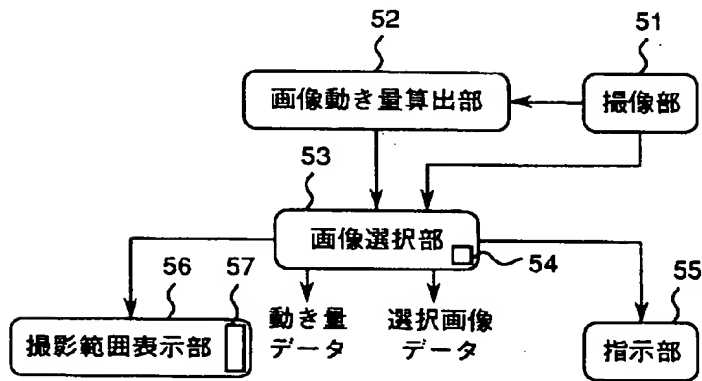 52
51
画像動き量算出部
撮像部
53
画像選択部
54
56
57
55
動き量
データ
選択画像
データ
撮影範囲表示部
指示部